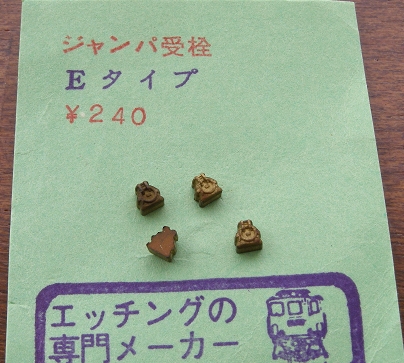 ジャンパ受栓
Eタイプ
¥240
エッチングの
専門メーカー